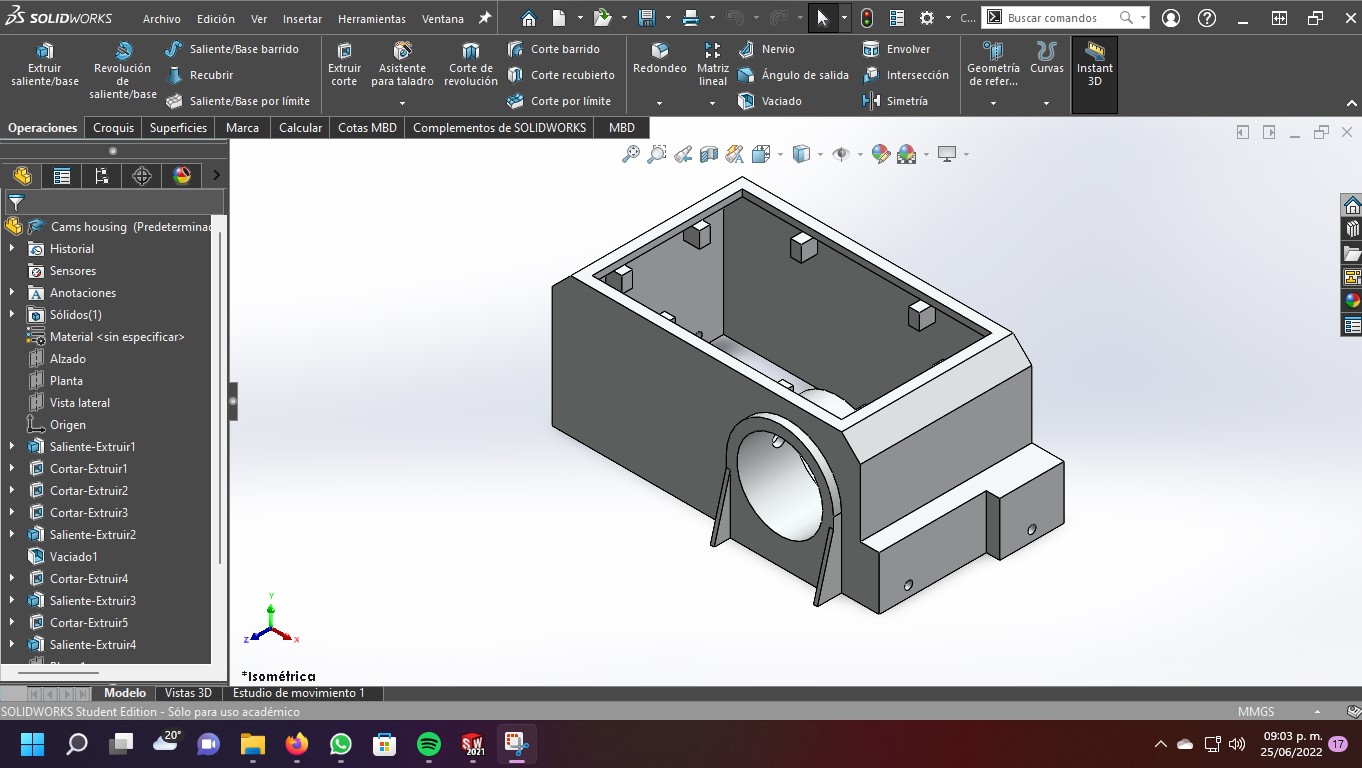 SOLIDWORKS
Archivo Edición Ver Insertar Herramientas Ventana
C...
Buscar comandos
Extruir saliente/base
Revolución de saliente/base
Saliente/Base barrido
Recubrir
Saliente/Base por límite
Extruir corte
Asistente para taladro
Corte de revolución
Corte barrido
Corte recubierto
Corte por límite
Redondeo
Matriz lineal
Nervio
Ángulo de salida
Vaciado
Envolver
Intersección
Simetría
Geometría de refer...
Curvas
Instant 3D
Operaciones Croquis Superficies Marca Calcular Cotas MBD Complementos de SOLIDWORKS MBD
Cams housing (Predeterminac
Historial
Sensores
Anotaciones
Sólidos(1)
Material <sin especificar>
Alzado
Planta
Vista lateral
Origen
Saliente-Extruir1
Cortar-Extruir1
Cortar-Extruir2
Cortar-Extruir3
Saliente-Extruir2
Vaciado1
Cortar-Extruir4
Saliente-Extruir3
Cortar-Extruir5
Saliente-Extruir4
Y
Z
X
*Isométrica
Modelo Vistas 3D Estudio de movimiento 1
SOLIDWORKS Student Edition - Sólo para uso académico
MMGS
20°
SW 2021
09:03 p. m.
25/06/2022
17